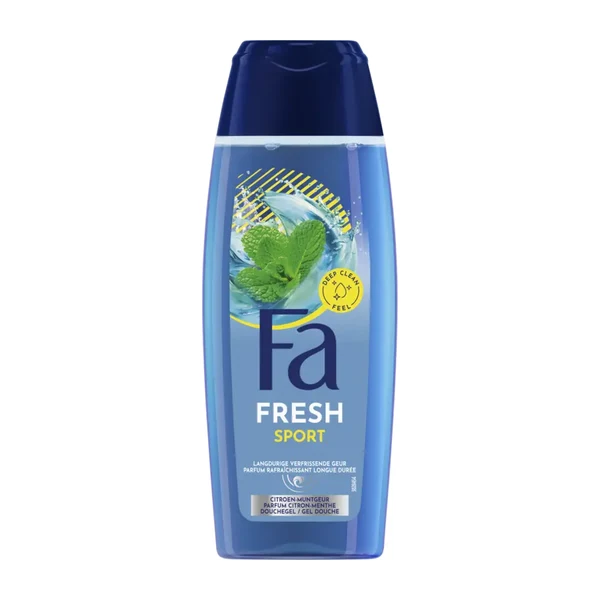 DEEP CLEAN
FEEL
Fa
FRESH
SPORT
LANGDURIGE VERFRISSENDE GEUR
PARFUM RAFRAÎCHISSANT LONGUE DURÉE
CITROEN-MUNTGEUR
PARFUM CITRON-MENTHE
DOUCHEGEL / GEL DOUCHE